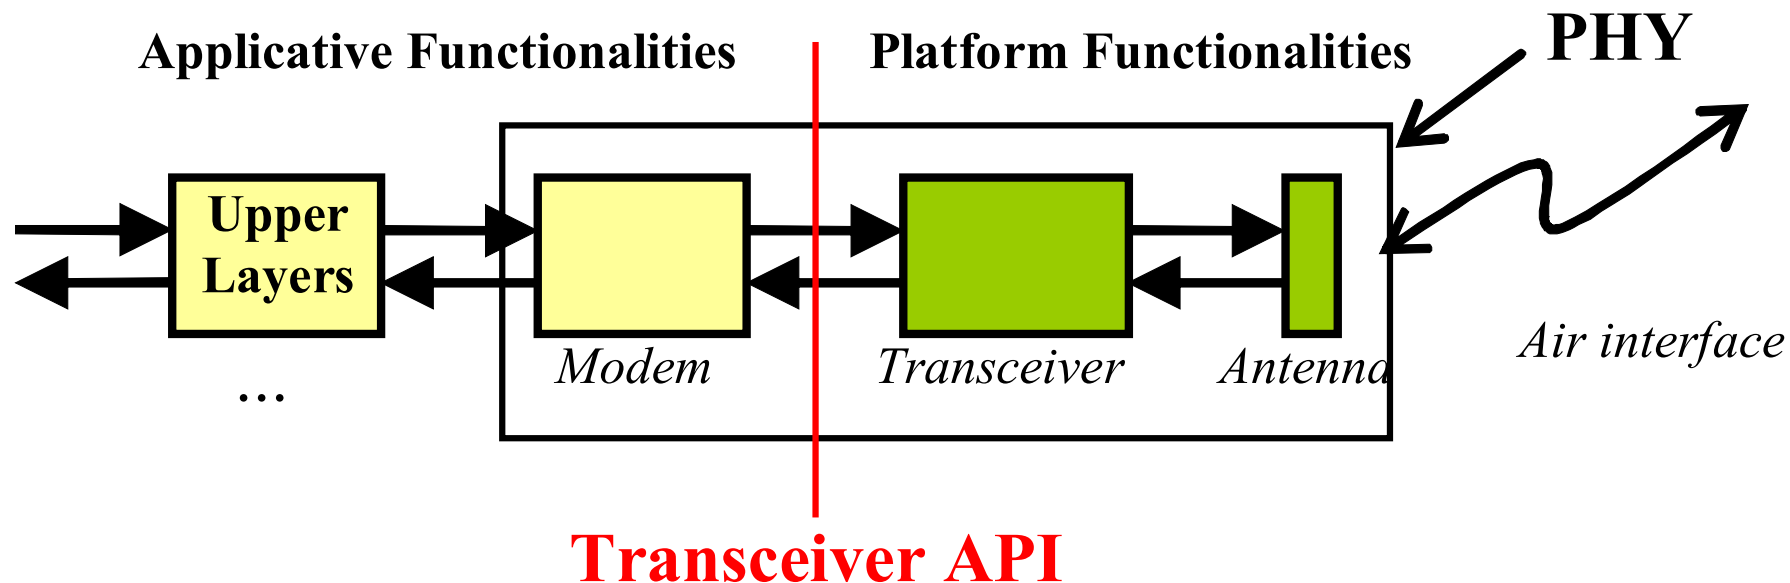 Applicative Functionalities
Platform Functionalities
PHY
Upper
Layers
Modem
Transceiver
Antenna
Air interface
...
Transceiver API